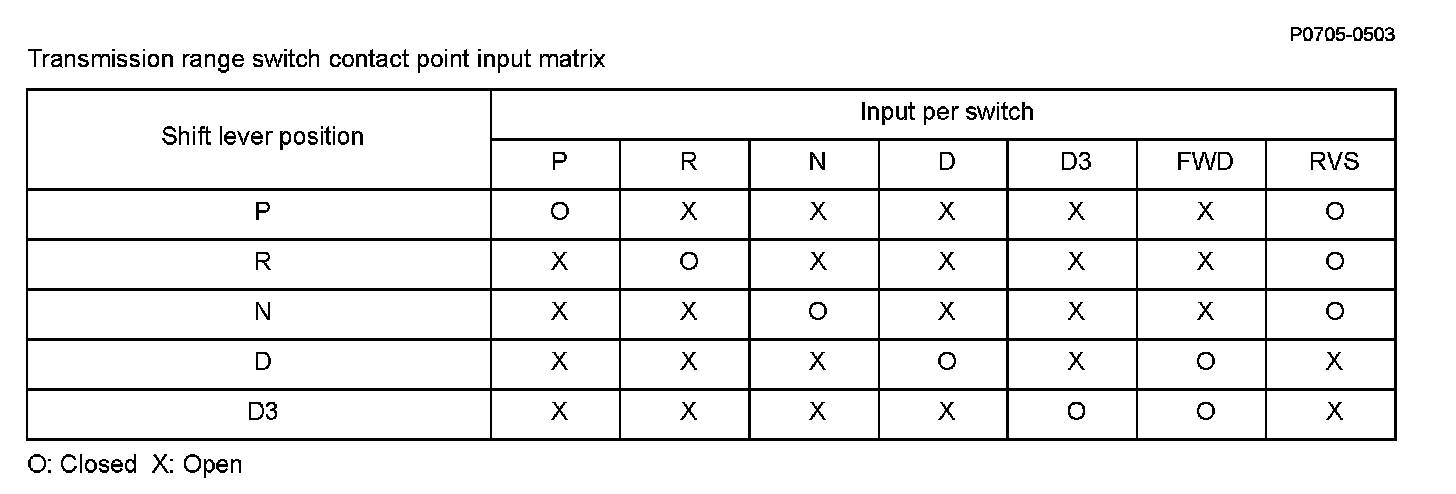 P0705-0503
Transmission range switch contact point input matrix
Shift lever position Input per switch
P R N D D3 FWD RVS
P O X X X X X O
R X O X X X X O
N X X O X X X O
D X X X O X O X
D3 X X X X O O X
O: Closed X: Open